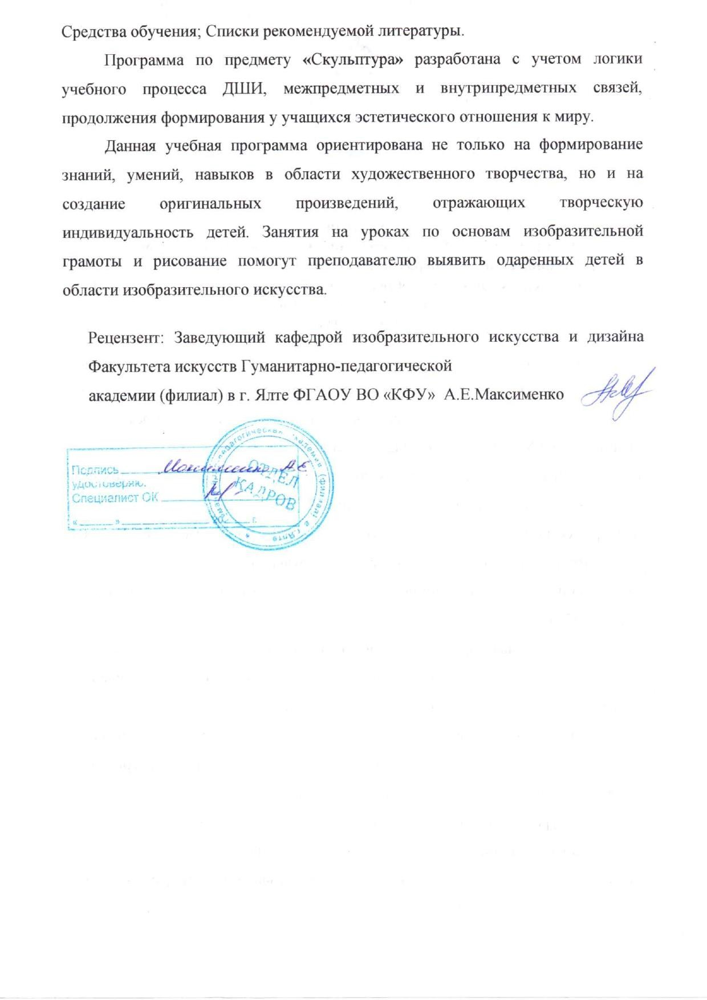 Средства обучения; Списки рекомендуемой литературы.
Программа по предмету «Скульптура» разработана с учетом логики
учебного процесса ДШИ, межпредметных и внутрипредметных связей,
продолжения формирования у учащихся эстетического отношения к миру.
Данная учебная программа ориентирована не только на формирование
знаний, умений, навыков в области художественного творчества, но и на
создание оригинальных произведений, отражающих творческую
индивидуальность детей. Занятия на уроках по основам изобразительной
грамоты и рисование помогут преподавателю выявить одаренных детей в
области изобразительного искусства.
Рецензент: Заведующий кафедрой изобразительного искусства и дизайна
Факультета искусств Гуманитарно-педагогической
академии (филиал) в г. Ялте ФГАОУ ВО «КФУ» А.Е.Максименко
Подпись Максименко А.Е.
удостоверяю.
Специалист ОК
« » 20 г.
педагогическая академия (филиал) в г. Ялте
ОТДЕЛ
КАДРОВ